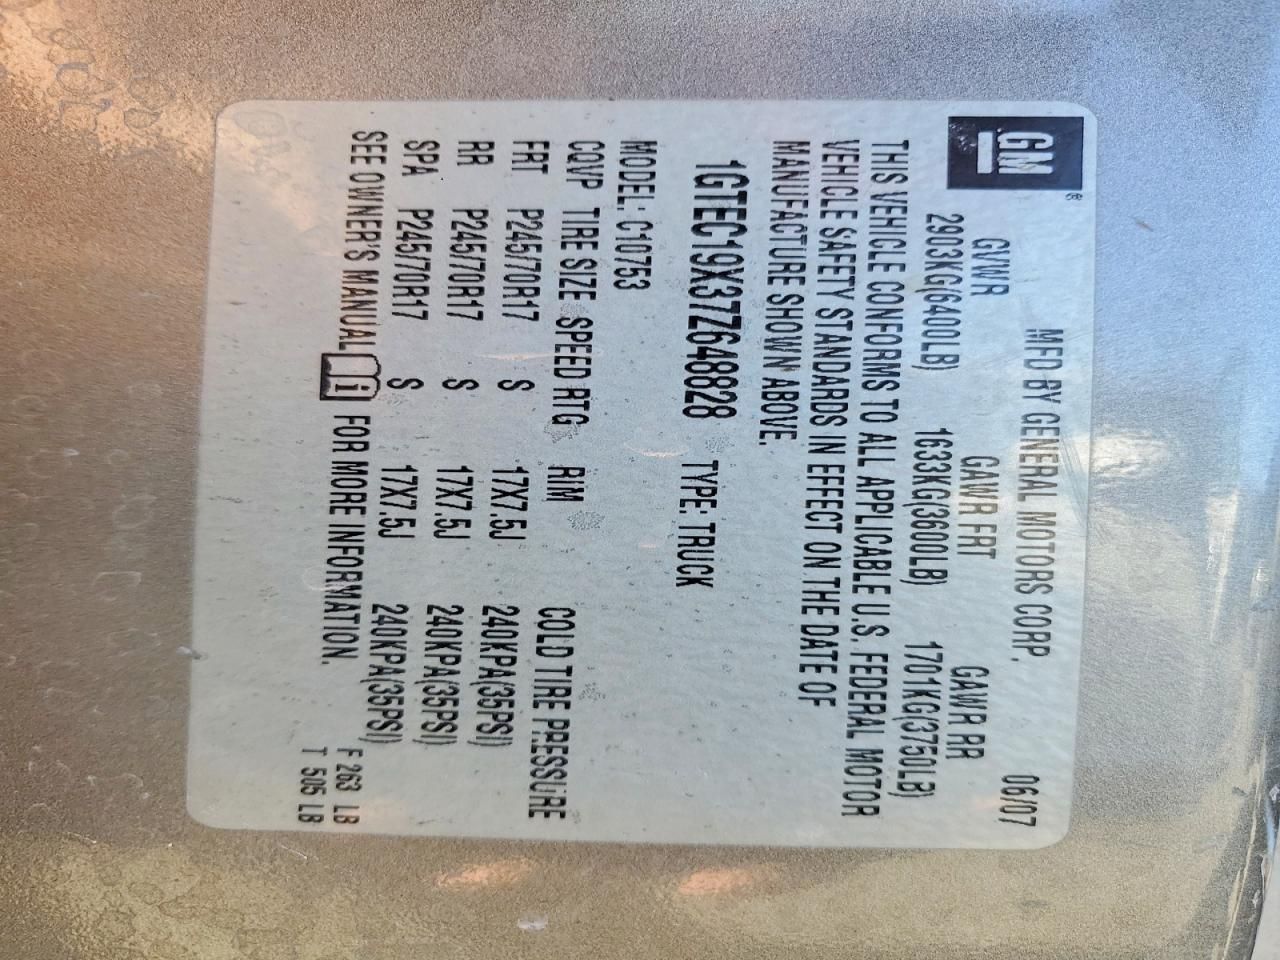 GM ®
MFD BY GENERAL MOTORS CORP. 06/07
GVWR GAWR FRT GAWR RR
2903KG(6400LB) 1633KG(3600LB) 1701KG(3750LB)
THIS VEHICLE CONFORMS TO ALL APPLICABLE U.S. FEDERAL MOTOR
VEHICLE SAFETY STANDARDS IN EFFECT ON THE DATE OF
MANUFACTURE SHOWN ABOVE.
1GTEC19X37Z648828 TYPE: TRUCK
MODEL: C10753
CQVP TIRE SIZE SPEED RTG RIM COLD TIRE PRESSURE
FRT P245/70R17 S 17X7.5J 240KPA(35PSI)
RR P245/70R17 S 17X7.5J 240KPA(35PSI)
SPA P245/70R17 S 17X7.5J 240KPA(35PSI)
SEE OWNER'S MANUAL i FOR MORE INFORMATION.
F 263 LB
T 505 LB